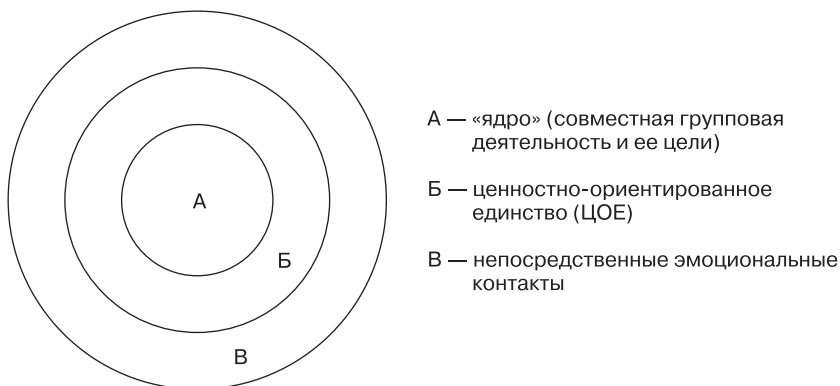 А
Б
В
А — «ядро» (совместная групповая
деятельность и ее цели)
Б — ценностно-ориентированное
единство (ЦОЕ)
В — непосредственные эмоциональные
контакты